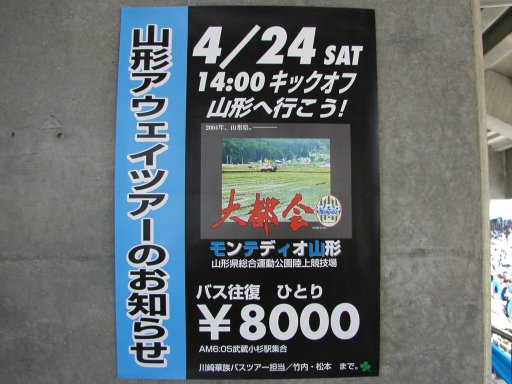 山形アウェイツアーのお知らせ
4/24 SAT
14:00 キックオフ
山形へ行こう!
2004年、山形県。
大都会
モンテディオ山形
山形県総合運動公園陸上競技場
バス往復 ひとり
¥8000
AM6:05武蔵小杉駅集合
川崎華族バスツアー担当/竹内・松本 まで。